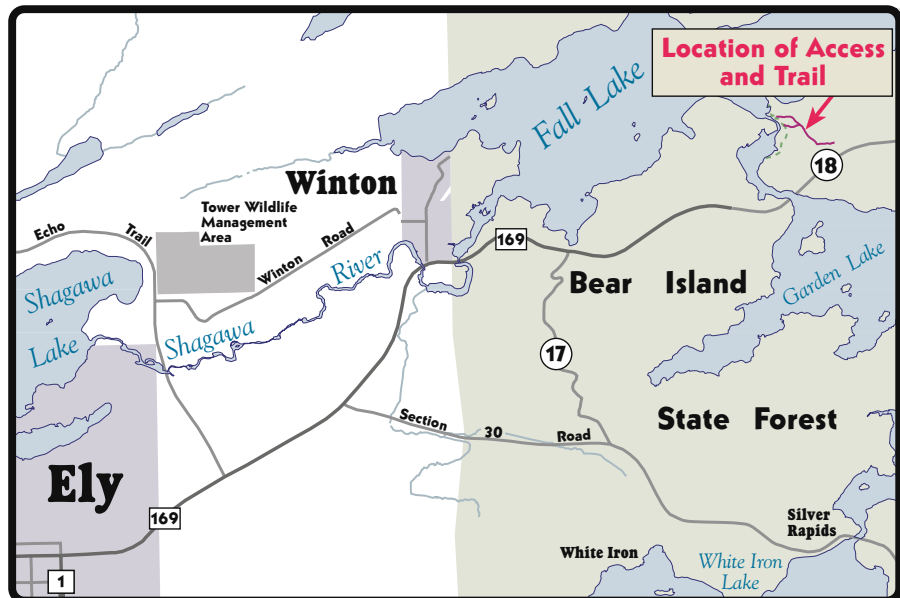 Location of Access
and Trail
Fall Lake
18
Winton
Tower Wildlife
Management
Area
Echo Trail
Winton Road
169
Shagawa River
Shagawa
Lake
Bear Island
Garden Lake
17
State Forest
Section 30 Road
Ely
169
1
Silver
Rapids
White Iron
White Iron
Lake